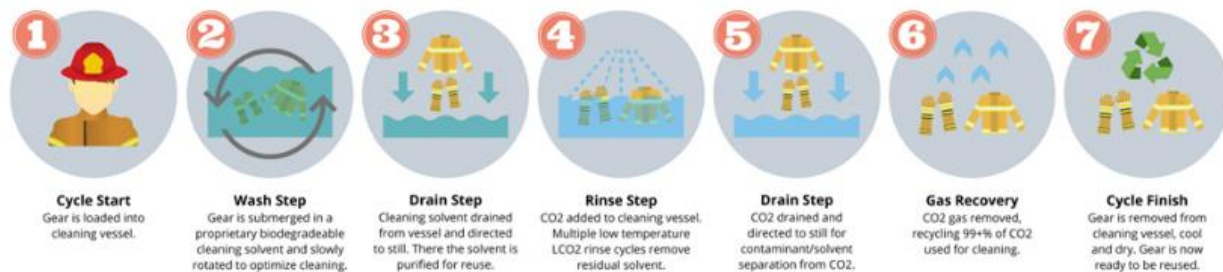 1
Cycle Start
Gear is loaded into
cleaning vessel.
2
Wash Step
Gear is submerged in a
proprietary biodegradeable
cleaning solvent and slowly
rotated to optimize cleaning.
3
Drain Step
Cleaning solvent drained
from vessel and directed
to still. There the solvent is
purified for reuse.
4
Rinse Step
CO2 added to cleaning vessel.
Multiple low temperature
LCO2 rinse cycles remove
residual solvent.
5
Drain Step
CO2 drained and
directed to still for
contaminant/solvent
separation from CO2.
6
Gas Recovery
CO2 gas removed,
recycling 99+% of CO2
used for cleaning.
7
Cycle Finish
Gear is removed from
cleaning vessel, cool
and dry. Gear is now
ready to be reused.